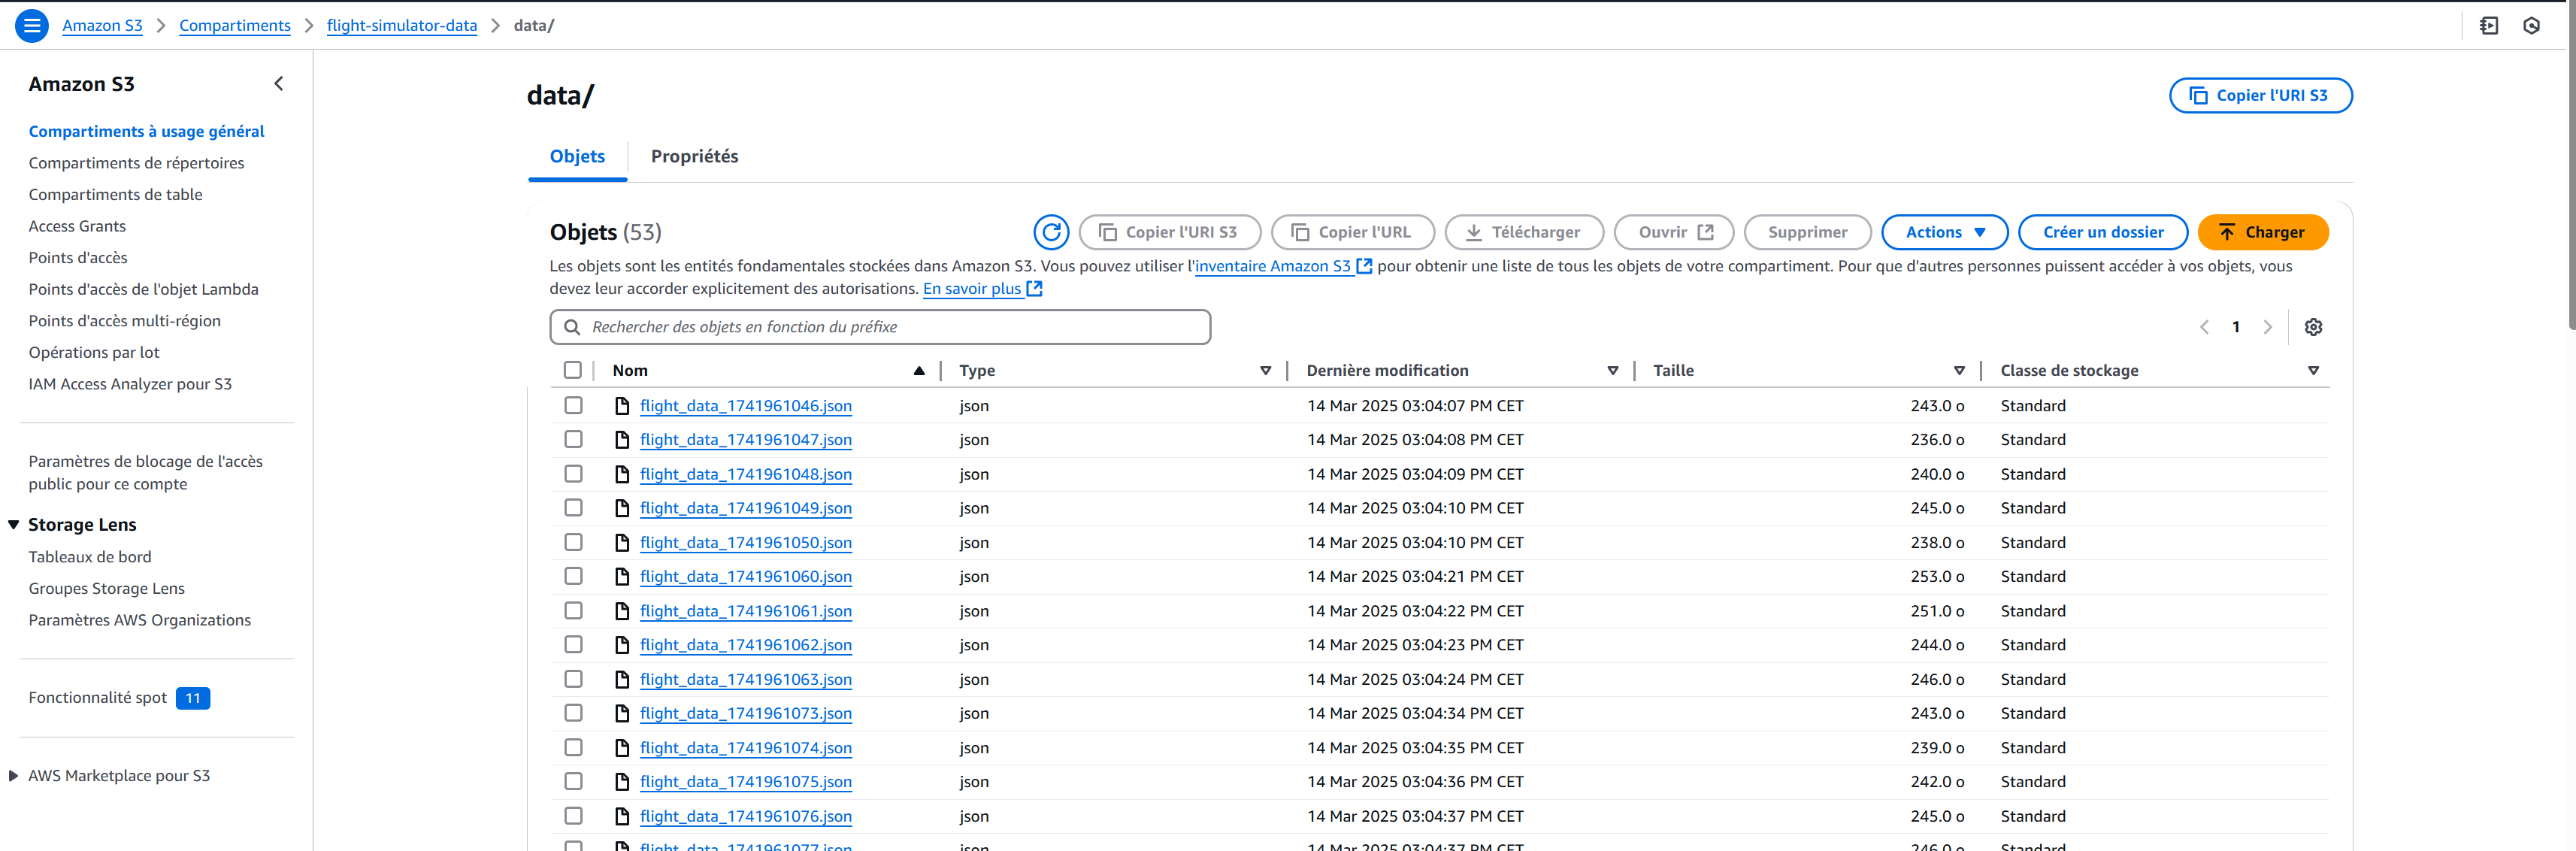 Amazon S3 > Compartiments > flight-simulator-data > data/
Amazon S3
Compartiments à usage général
Compartiments de répertoires
Compartiments de table
Access Grants
Points d'accès
Points d'accès de l'objet Lambda
Points d'accès multi-région
Opérations par lot
IAM Access Analyzer pour S3
Paramètres de blocage de l'accès
public pour ce compte
Storage Lens
Tableaux de bord
Groupes Storage Lens
Paramètres AWS Organizations
Fonctionnalité spot 11
AWS Marketplace pour S3
data/
Copier l'URI S3
Objets Propriétés
Objets (53)
Copier l'URI S3 Copier l'URL Télécharger Ouvrir Supprimer Actions Créer un dossier Charger
Les objets sont les entités fondamentales stockées dans Amazon S3. Vous pouvez utiliser l'inventaire Amazon S3 pour obtenir une liste de tous les objets de votre compartiment. Pour que d'autres personnes puissent accéder à vos objets, vous
devez leur accorder explicitement des autorisations. En savoir plus
Rechercher des objets en fonction du préfixe
1
Nom Type Dernière modification Taille Classe de stockage
flight_data_1741961046.json json 14 Mar 2025 03:04:07 PM CET 243.0 o Standard
flight_data_1741961047.json json 14 Mar 2025 03:04:08 PM CET 236.0 o Standard
flight_data_1741961048.json json 14 Mar 2025 03:04:09 PM CET 240.0 o Standard
flight_data_1741961049.json json 14 Mar 2025 03:04:10 PM CET 245.0 o Standard
flight_data_1741961050.json json 14 Mar 2025 03:04:10 PM CET 238.0 o Standard
flight_data_1741961060.json json 14 Mar 2025 03:04:21 PM CET 253.0 o Standard
flight_data_1741961061.json json 14 Mar 2025 03:04:22 PM CET 251.0 o Standard
flight_data_1741961062.json json 14 Mar 2025 03:04:23 PM CET 244.0 o Standard
flight_data_1741961063.json json 14 Mar 2025 03:04:24 PM CET 246.0 o Standard
flight_data_1741961073.json json 14 Mar 2025 03:04:34 PM CET 243.0 o Standard
flight_data_1741961074.json json 14 Mar 2025 03:04:35 PM CET 239.0 o Standard
flight_data_1741961075.json json 14 Mar 2025 03:04:36 PM CET 242.0 o Standard
flight_data_1741961076.json json 14 Mar 2025 03:04:37 PM CET 245.0 o Standard
flight_data_1741961077.json json 14 Mar 2025 03:04:37 PM CET 246.0 o Standard